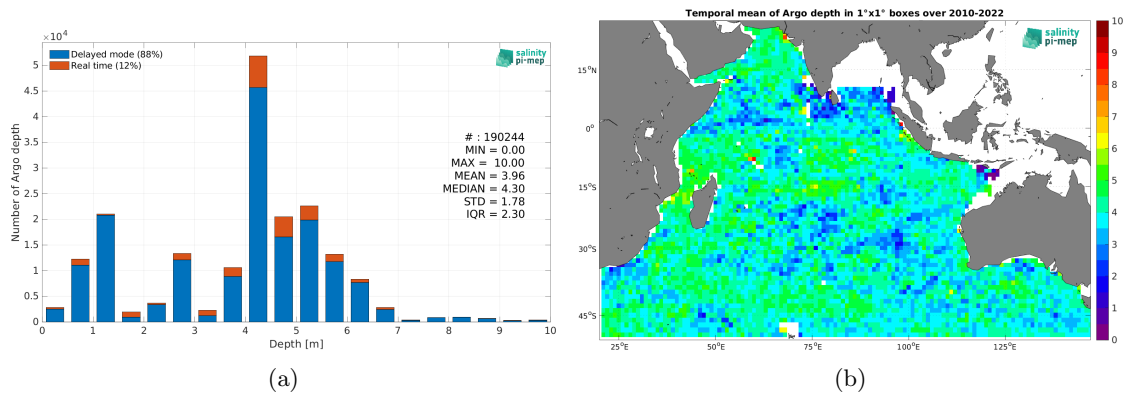 ×10⁴
Delayed mode (88%)
Real time (12%)
salinity
pi-mep
5
4.5
4
3.5
3
2.5
2
1.5
1
0.5
0
Number of Argo depth
# : 190244
MIN = 0.00
MAX = 10.00
MEAN = 3.96
MEDIAN = 4.30
STD = 1.78
IQR = 2.30
0 1 2 3 4 5 6 7 8 9 10
Depth [m]
(a)
Temporal mean of Argo depth in 1°x1° boxes over 2010-2022
salinity
pi-mep
15°N
0°
15°S
30°S
45°S
25°E 50°E 75°E 100°E 125°E
10
9
8
7
6
5
4
3
2
1
0
(b)